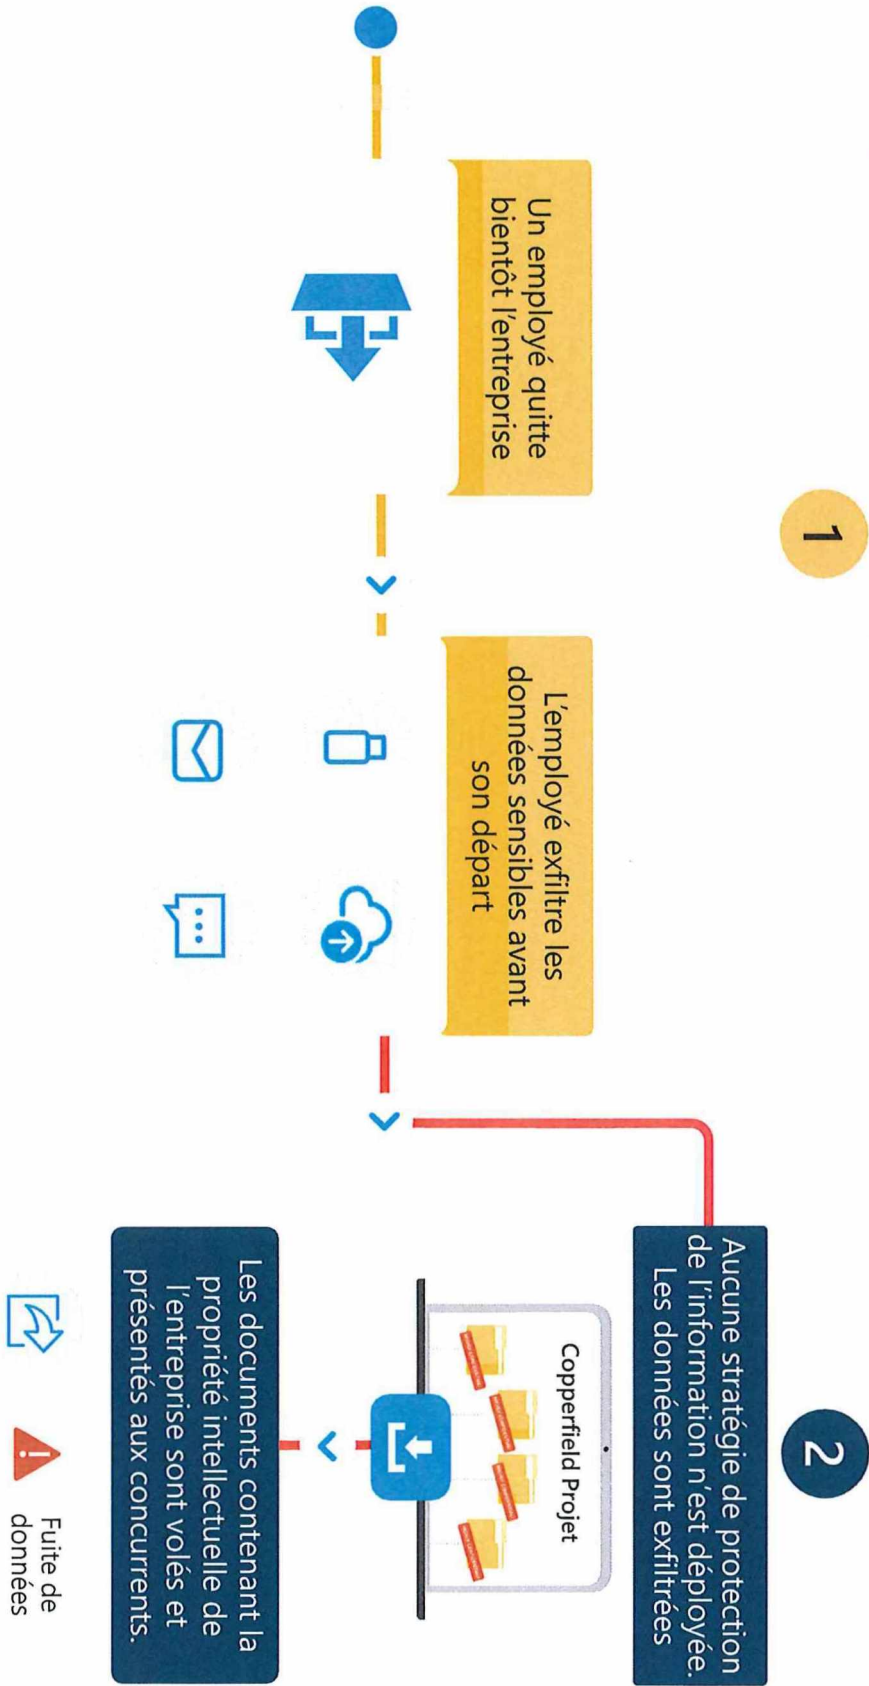 1
Un employé quitte
bientôt l'entreprise
L'employé exfiltre les
données sensibles avant
son départ
2
Aucune stratégie de protection
de l'information n'est déployée.
Les données sont exfiltrées
Copperfield Projet
Les documents contenant la
propriété intellectuelle de
l'entreprise sont volés et
présentés aux concurrents.
Fuite de
données